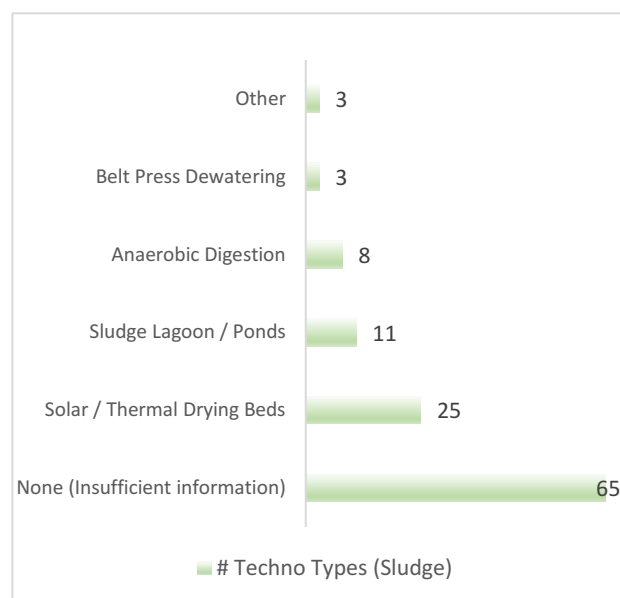 Other 3
Belt Press Dewatering 3
Anaerobic Digestion 8
Sludge Lagoon / Ponds 11
Solar / Thermal Drying Beds 25
None (Insufficient information) 65
# Techno Types (Sludge)